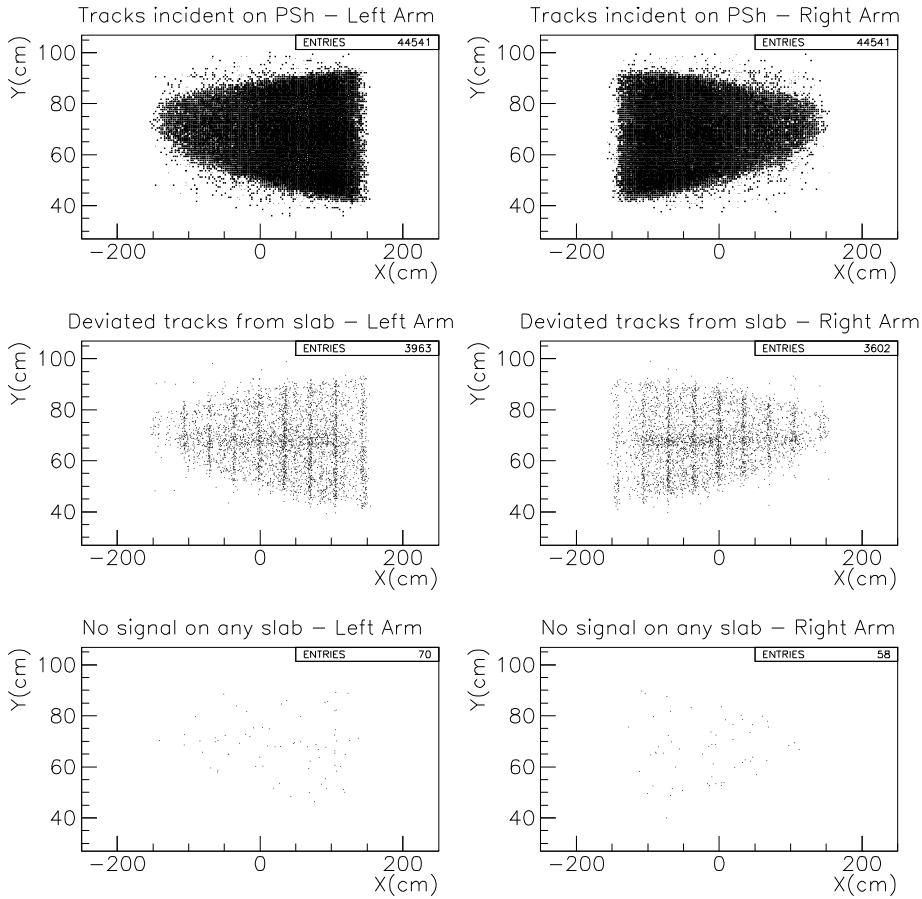 Tracks incident on PSh – Left Arm
ENTRIES 44541
Y(cm)
100
80
60
40
−200 0 200
X(cm)
Tracks incident on PSh – Right Arm
ENTRIES 44541
Y(cm)
100
80
60
40
−200 0 200
X(cm)
Deviated tracks from slab – Left Arm
ENTRIES 3963
Y(cm)
100
80
60
40
−200 0 200
X(cm)
Deviated tracks from slab – Right Arm
ENTRIES 3602
Y(cm)
100
80
60
40
−200 0 200
X(cm)
No signal on any slab – Left Arm
ENTRIES 70
Y(cm)
100
80
60
40
−200 0 200
X(cm)
No signal on any slab – Right Arm
ENTRIES 58
Y(cm)
100
80
60
40
−200 0 200
X(cm)